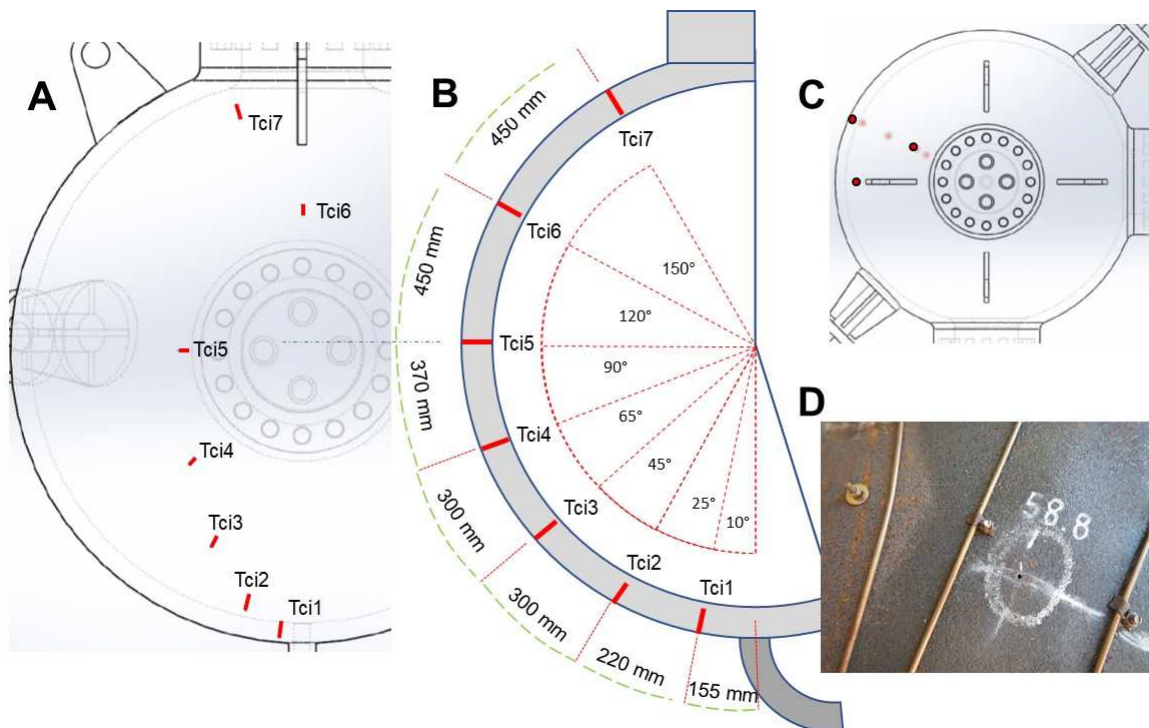 A
Tci7
Tci6
Tci5
Tci4
Tci3
Tci2
Tci1
B
450 mm
450 mm
370 mm
300 mm
300 mm
220 mm
155 mm
Tci7
Tci6
Tci5
Tci4
Tci3
Tci2
Tci1
150°
120°
90°
65°
45°
25°
10°
C
D
58.8